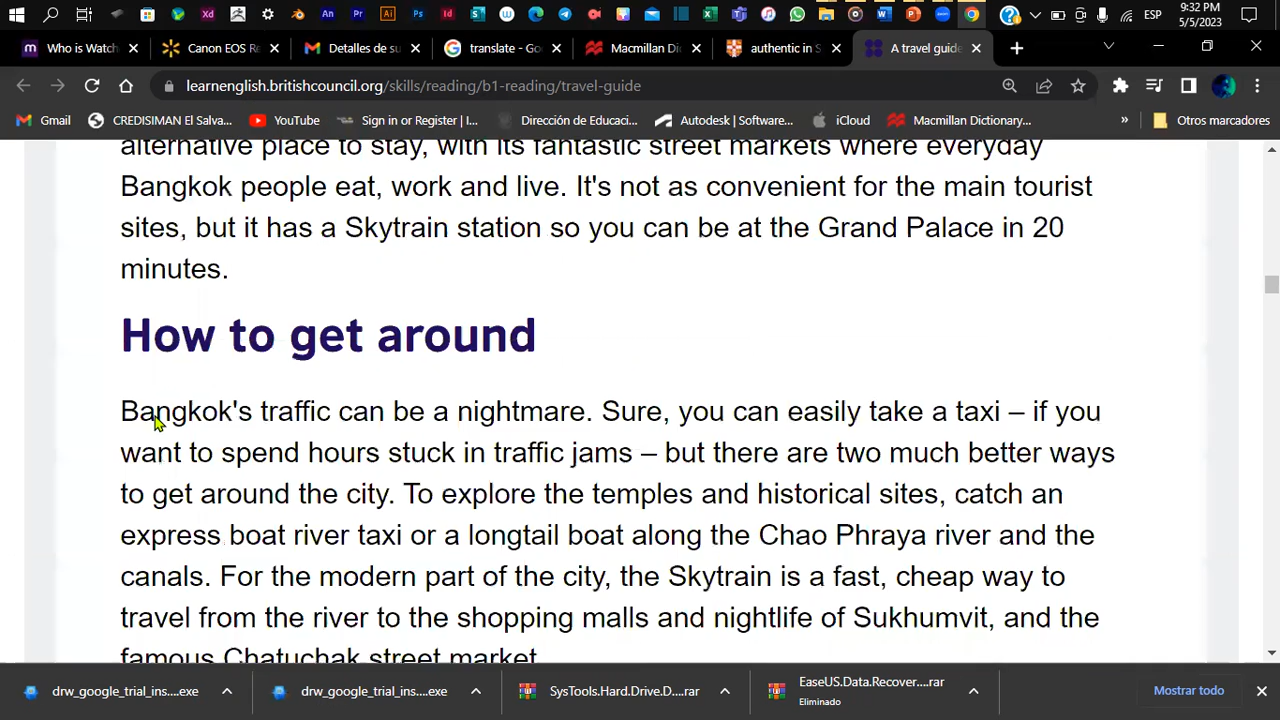 9:32 PM
ESP
5/5/2023
Who is Watch
Canon EOS Re
Detalles de su
translate - Goo
Macmillan Dic
authentic in S
A travel guide
learnenglish.britishcouncil.org/skills/reading/b1-reading/travel-guide
Gmail
CREDISIMAN El Salva...
YouTube
Sign in or Register | I...
Dirección de Educaci...
Autodesk | Software...
iCloud
Macmillan Dictionary...
»
Otros marcadores
alternative place to stay, with its fantastic street markets where everyday
Bangkok people eat, work and live. It's not as convenient for the main tourist
sites, but it has a Skytrain station so you can be at the Grand Palace in 20
minutes.
How to get around
Bangkok's traffic can be a nightmare. Sure, you can easily take a taxi – if you
want to spend hours stuck in traffic jams – but there are two much better ways
to get around the city. To explore the temples and historical sites, catch an
express boat river taxi or a longtail boat along the Chao Phraya river and the
canals. For the modern part of the city, the Skytrain is a fast, cheap way to
travel from the river to the shopping malls and nightlife of Sukhumvit, and the
famous Chatuchak street market.
drw_google_trial_ins....exe
drw_google_trial_ins....exe
SysTools.Hard.Drive.D....rar
EaseUS.Data.Recover....rar
Eliminado
Mostrar todo